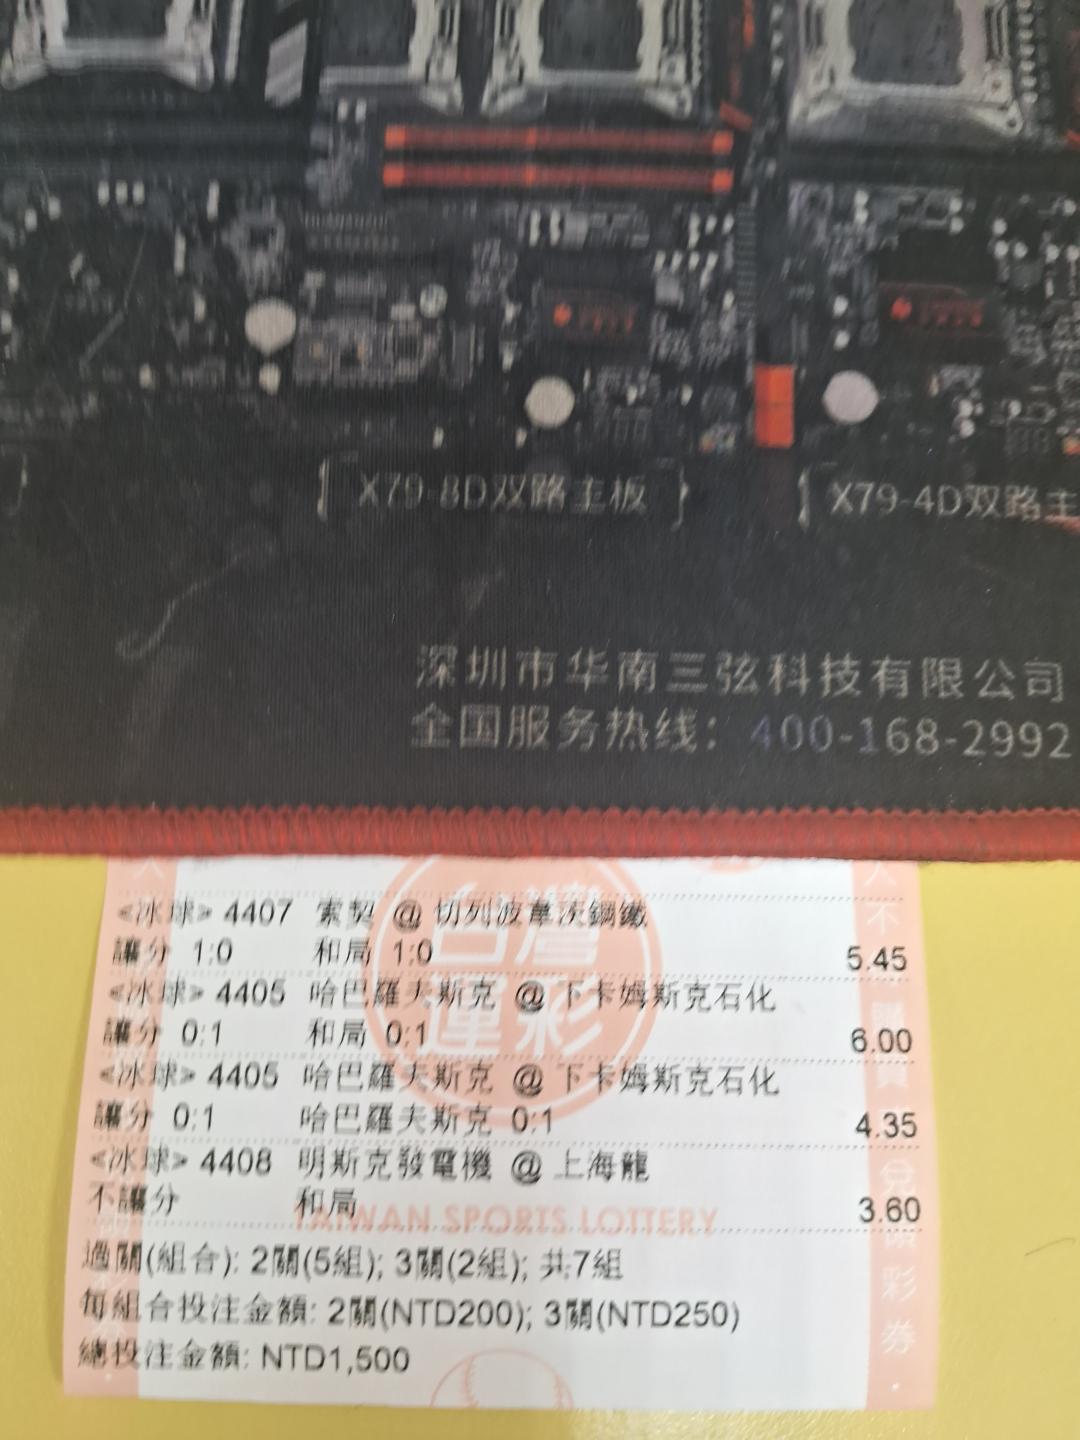 X79-8D双路主板
X79-4D双路主
深圳市华南三弦科技有限公司
全国服务热线：400-168-2992
<冰球> 4407 索契 @ 切列波韋茨鋼鐵
讓分 1:0 和局 1:0 5.45
<冰球> 4405 哈巴羅夫斯克 @ 下卡姆斯克石化
讓分 0:1 和局 0:1 6.00
<冰球> 4405 哈巴羅夫斯克 @ 下卡姆斯克石化
讓分 0:1 哈巴羅夫斯克 0:1 4.35
<冰球> 4408 明斯克發電機 @ 上海龍
不讓分 和局 3.60
TAIWAN SPORTS LOTTERY
過關(組合): 2關(5組); 3關(2組); 共7組
每組合投注金額: 2關(NTD200); 3關(NTD250)
總投注金額: NTD1,500
台灣
運彩